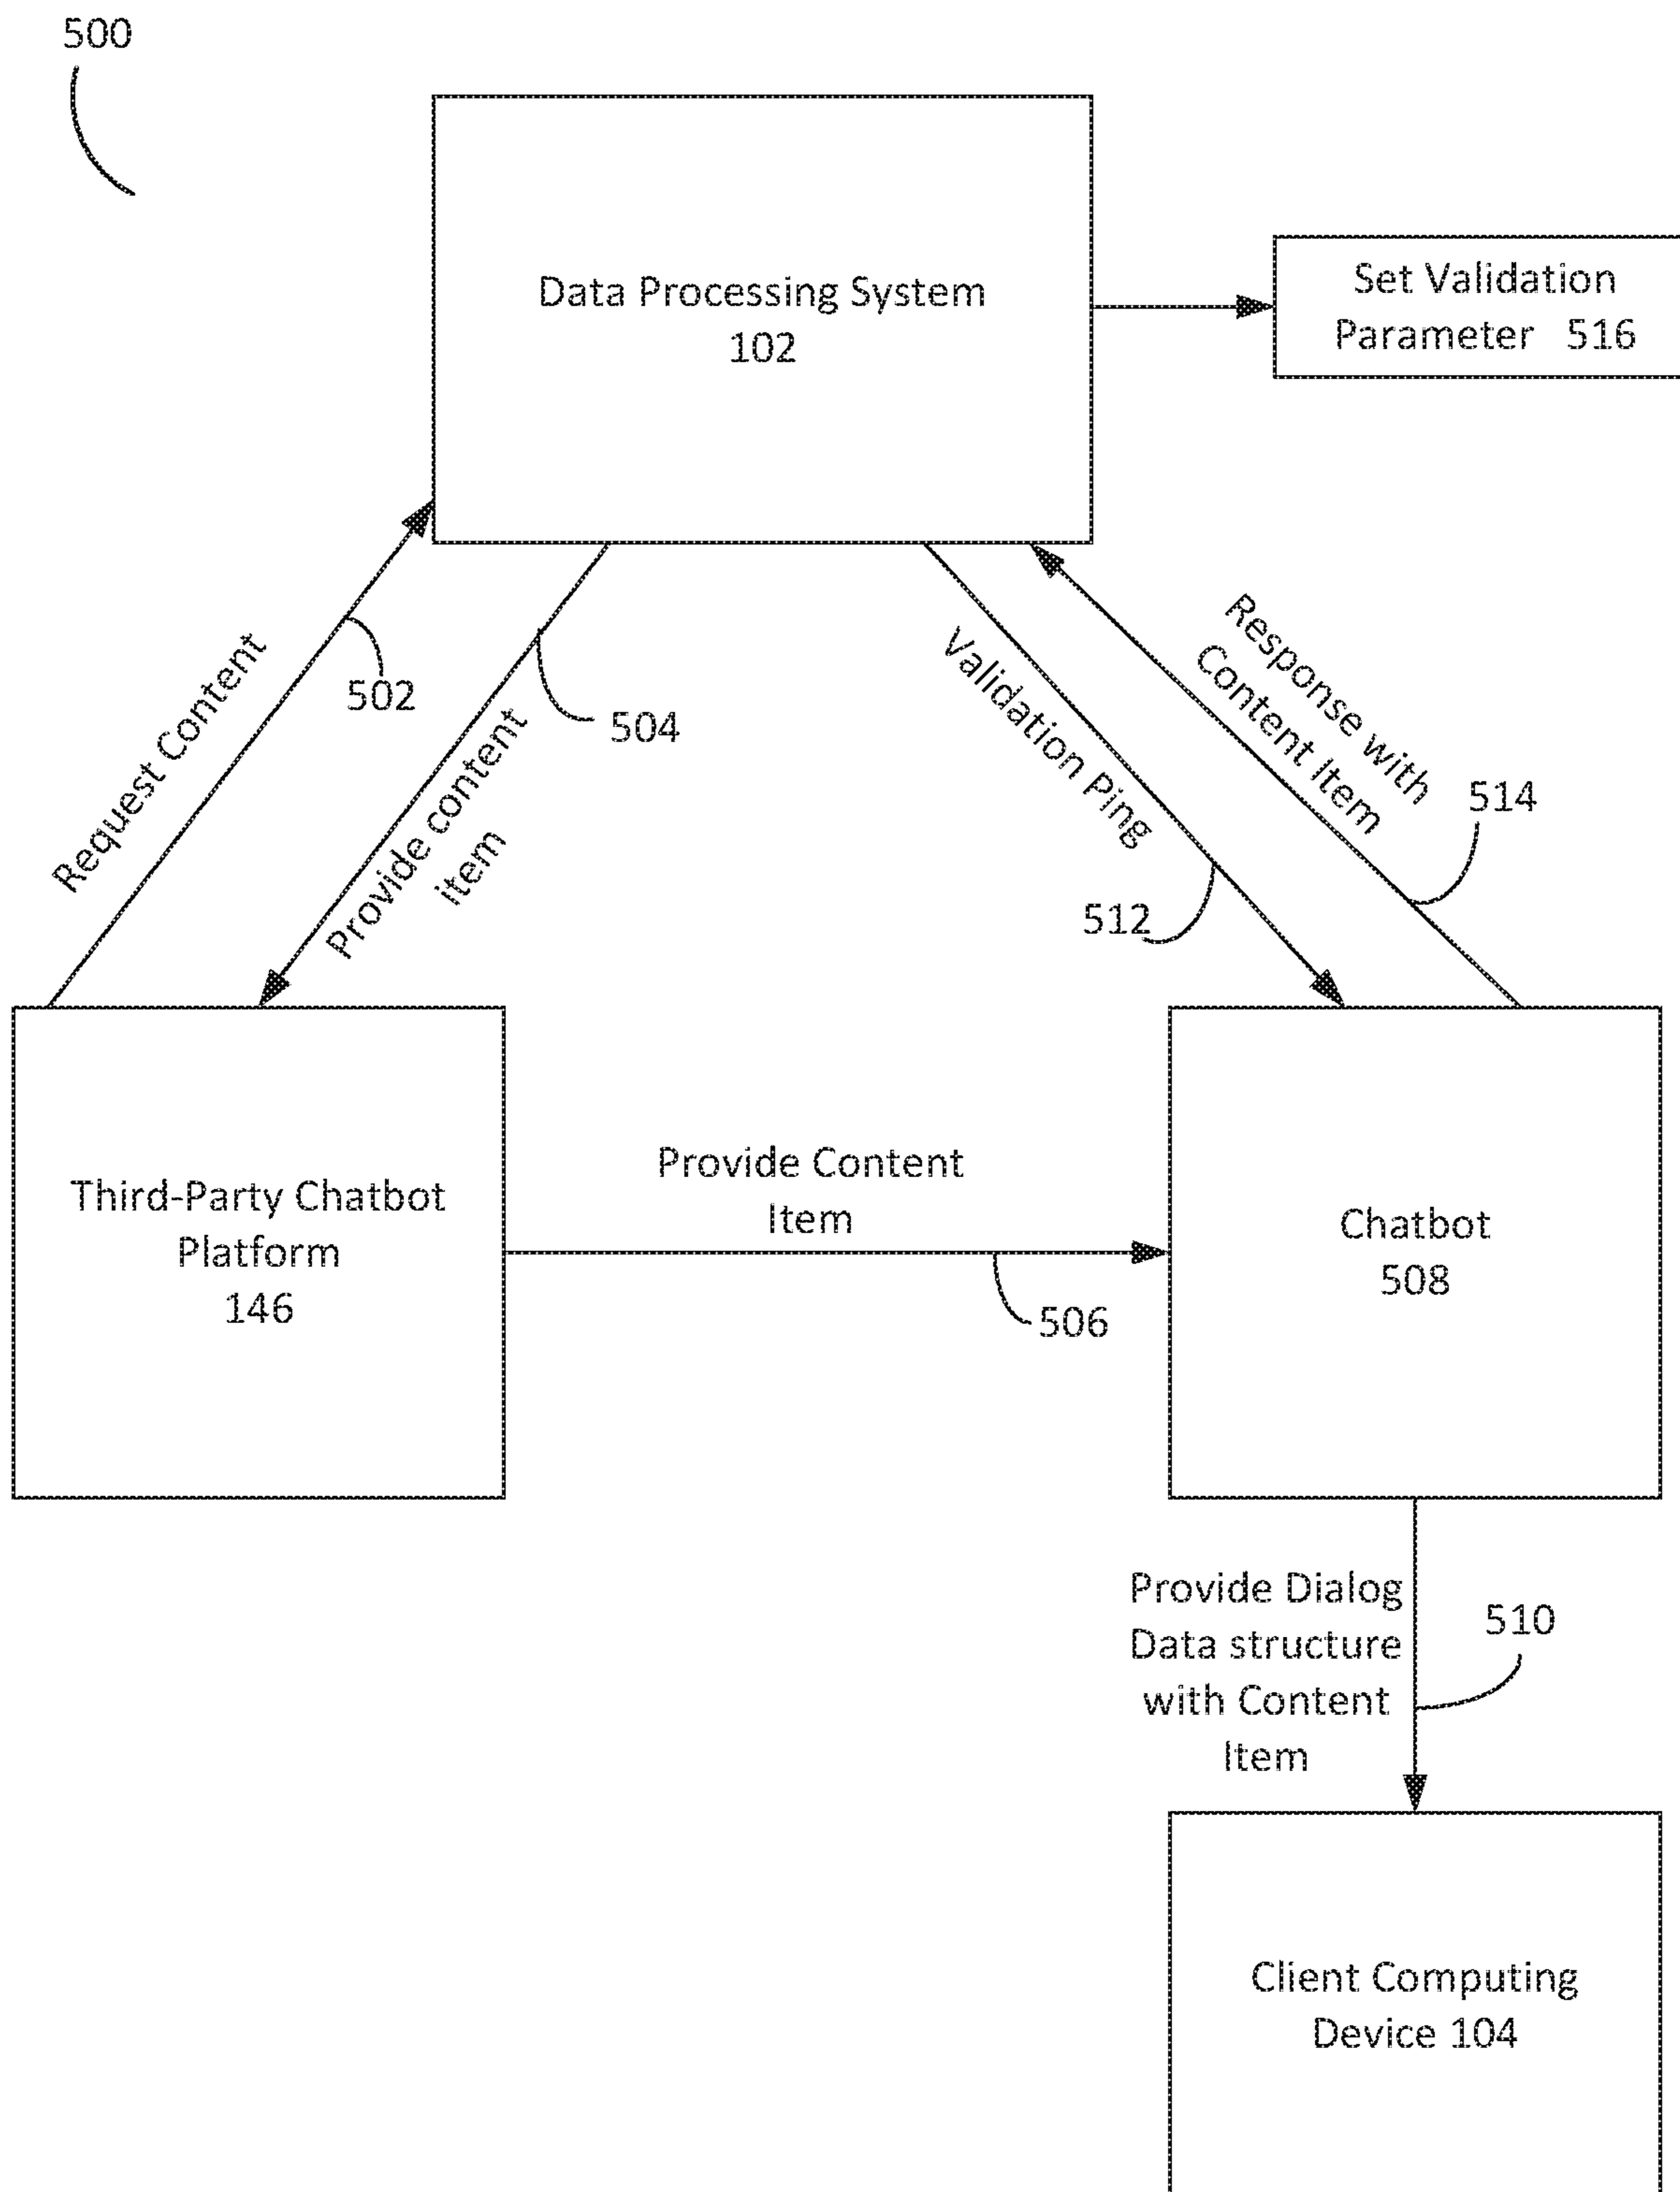 500
Data Processing System
102
Set Validation
Parameter 516
Request Content
502
Provide content
item
504
Validation Ping
512
Response with
Content Item
514
Third-Party Chatbot
Platform
146
Provide Content
Item
506
Chatbot
508
Provide Dialog
Data structure
with Content
Item
510
Client Computing
Device 104